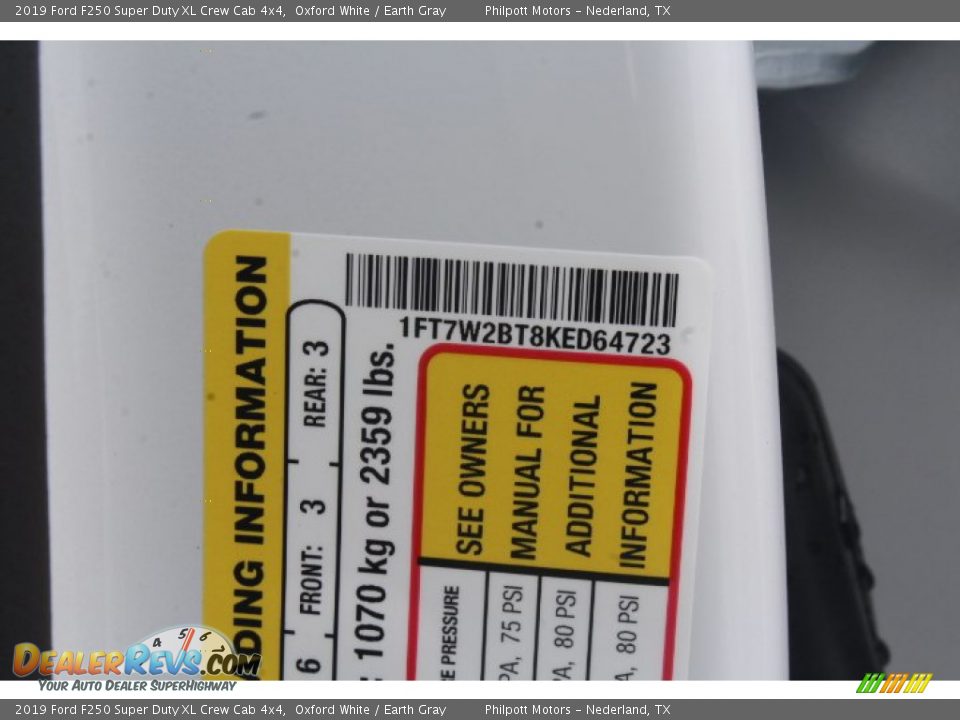 2019 Ford F250 Super Duty XL Crew Cab 4x4, Oxford White / Earth Gray Philpott Motors - Nederland, TX
1FT7W2BT8KED64723
DING INFORMATION
6 FRONT: 3 REAR: 3
1070 kg or 2359 lbs.
SEE OWNERS
MANUAL FOR
ADDITIONAL
INFORMATION
PRESSURE
PA, 75 PSI
PA, 80 PSI
A, 80 PSI
4 5 6
DEALERREVS.COM
YOUR AUTO DEALER SUPERHIGHWAY
2019 Ford F250 Super Duty XL Crew Cab 4x4, Oxford White / Earth Gray Philpott Motors - Nederland, TX